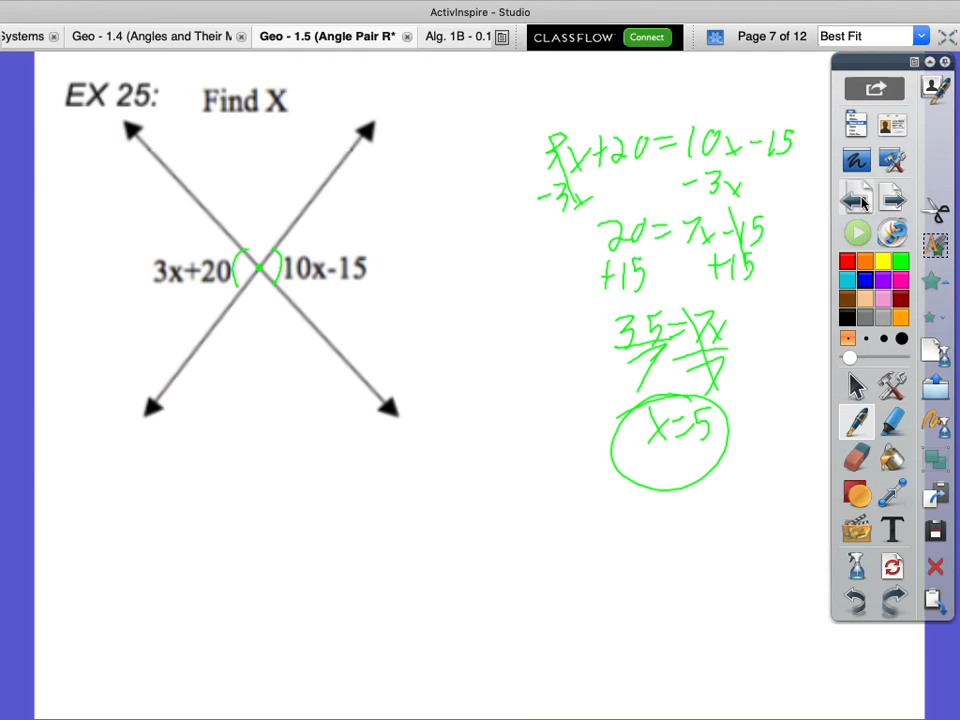 ActivInspire - Studio
Systems
Geo - 1.4 (Angles and Their M
Geo - 1.5 (Angle Pair R*
Alg. 1B - 0.1
CLASSFLOW
Connect
Page 7 of 12
Best Fit
EX 25: Find X
3x+20
10x-15
3x+20=10x-15
-3x -3x
20=7x-15
+15 +15
35=7x
7 7
x=5
T